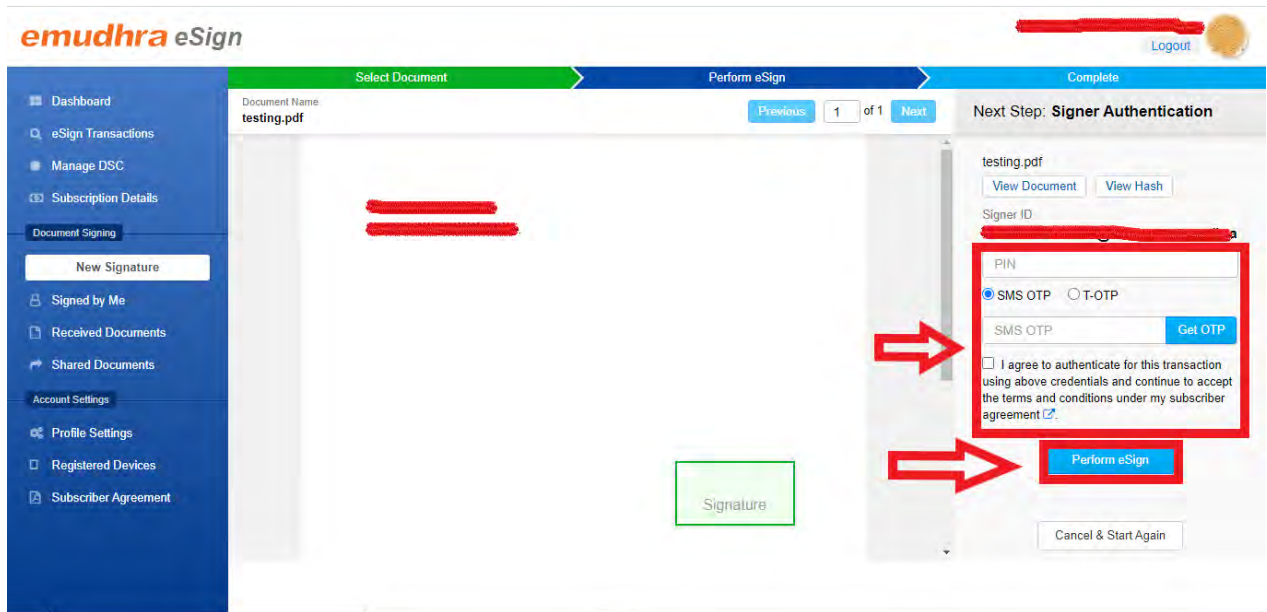 emudhra eSign
Logout
Select Document
Perform eSign
Complete
Dashboard
eSign Transactions
Manage DSC
Subscription Details
Document Signing
New Signature
Signed by Me
Received Documents
Shared Documents
Account Settings
Profile Settings
Registered Devices
Subscriber Agreement
Document Name
testing.pdf
Previous 1 of 1 Next
Signature
Next Step: Signer Authentication
testing.pdf
View Document View Hash
Signer ID
PIN
SMS OTP T-OTP
SMS OTP Get OTP
I agree to authenticate for this transaction
using above credentials and continue to accept
the terms and conditions under my subscriber
agreement
Perform eSign
Cancel & Start Again